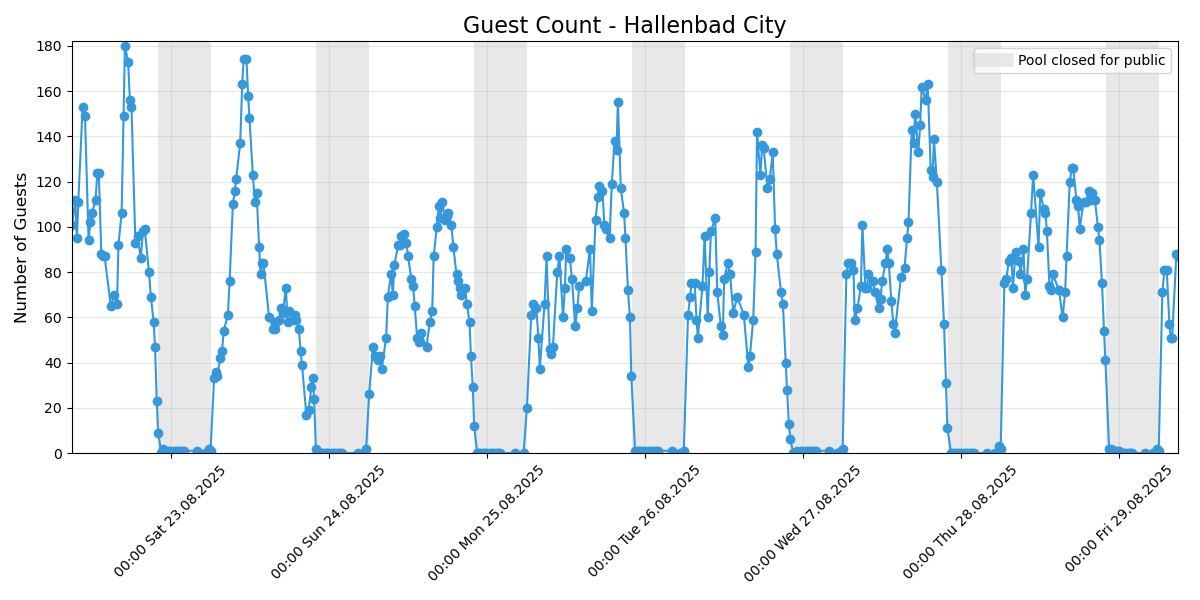 Guest Count - Hallenbad City
Pool closed for public
Number of Guests
180
160
140
120
100
80
60
40
20
0
00:00 Sat 23.08.2025
00:00 Sun 24.08.2025
00:00 Mon 25.08.2025
00:00 Tue 26.08.2025
00:00 Wed 27.08.2025
00:00 Thu 28.08.2025
00:00 Fri 29.08.2025